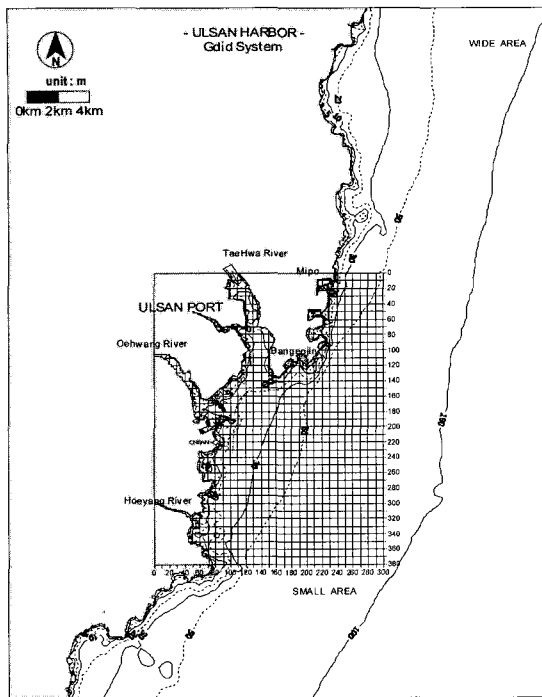 - ULSAN HARBOR -
Gdid System
WIDE AREA
N
unit : m
0km 2km 4km
TaeHwa River
Mipo
ULSAN PORT
Oehwang River
Bangeojin
Hoeyang River
0
20
40
60
80
100
120
140
160
180
200
220
240
260
280
300
320
340
360
380
0 20 40 60 80 100 120 140 160 180 200 220 240 260 280 300
SMALL AREA
50
100